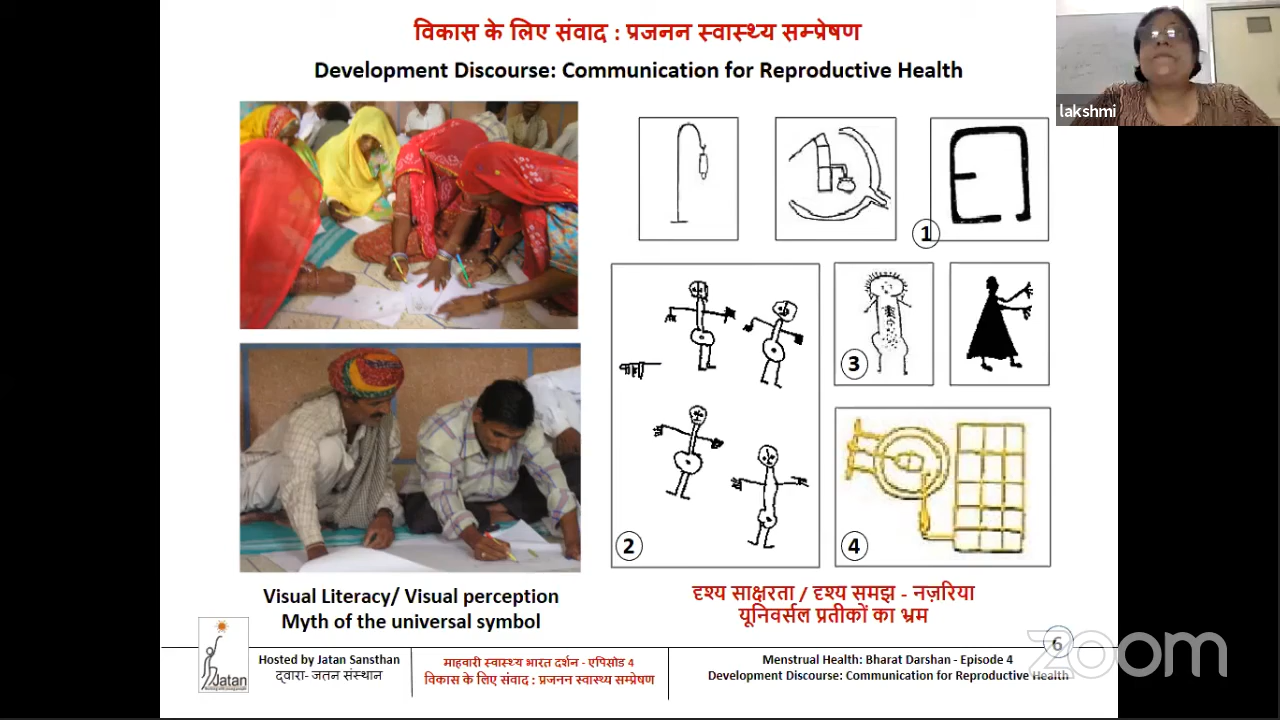 विकास के लिए संवाद : प्रजनन स्वास्थ्य सम्प्रेषण
Development Discourse: Communication for Reproductive Health
lakshmi
1
2
3
4
Visual Literacy/ Visual perception
Myth of the universal symbol
दृश्य साक्षरता / दृश्य समझ - नज़रिया
यूनिवर्सल प्रतीकों का भ्रम
6
zoom
Jatan
Hosted by Jatan Sansthan
द्वारा- जतन संस्थान
माहवारी स्वास्थ्य भारत दर्शन - एपिसोड 4
विकास के लिए संवाद : प्रजनन स्वास्थ्य सम्प्रेषण
Menstrual Health: Bharat Darshan - Episode 4
Development Discourse: Communication for Reproductive Health